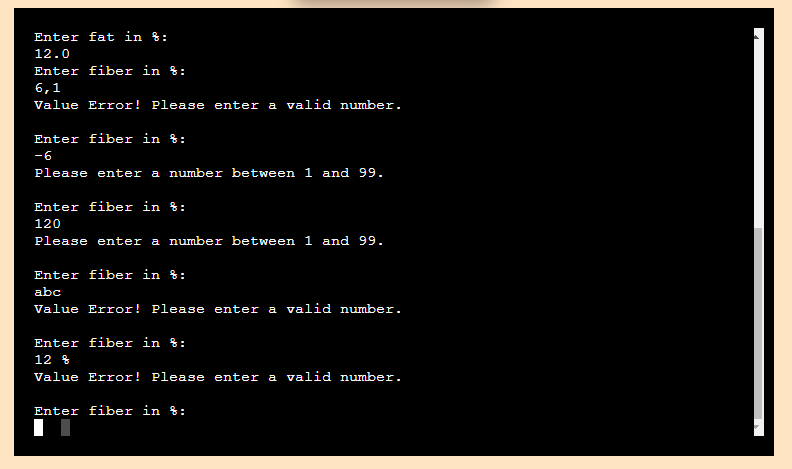 Enter fat in %:
12.0
Enter fiber in %:
6,1
Value Error! Please enter a valid number.
Enter fiber in %:
-6
Please enter a number between 1 and 99.
Enter fiber in %:
120
Please enter a number between 1 and 99.
Enter fiber in %:
abc
Value Error! Please enter a valid number.
Enter fiber in %:
12 %
Value Error! Please enter a valid number.
Enter fiber in %: